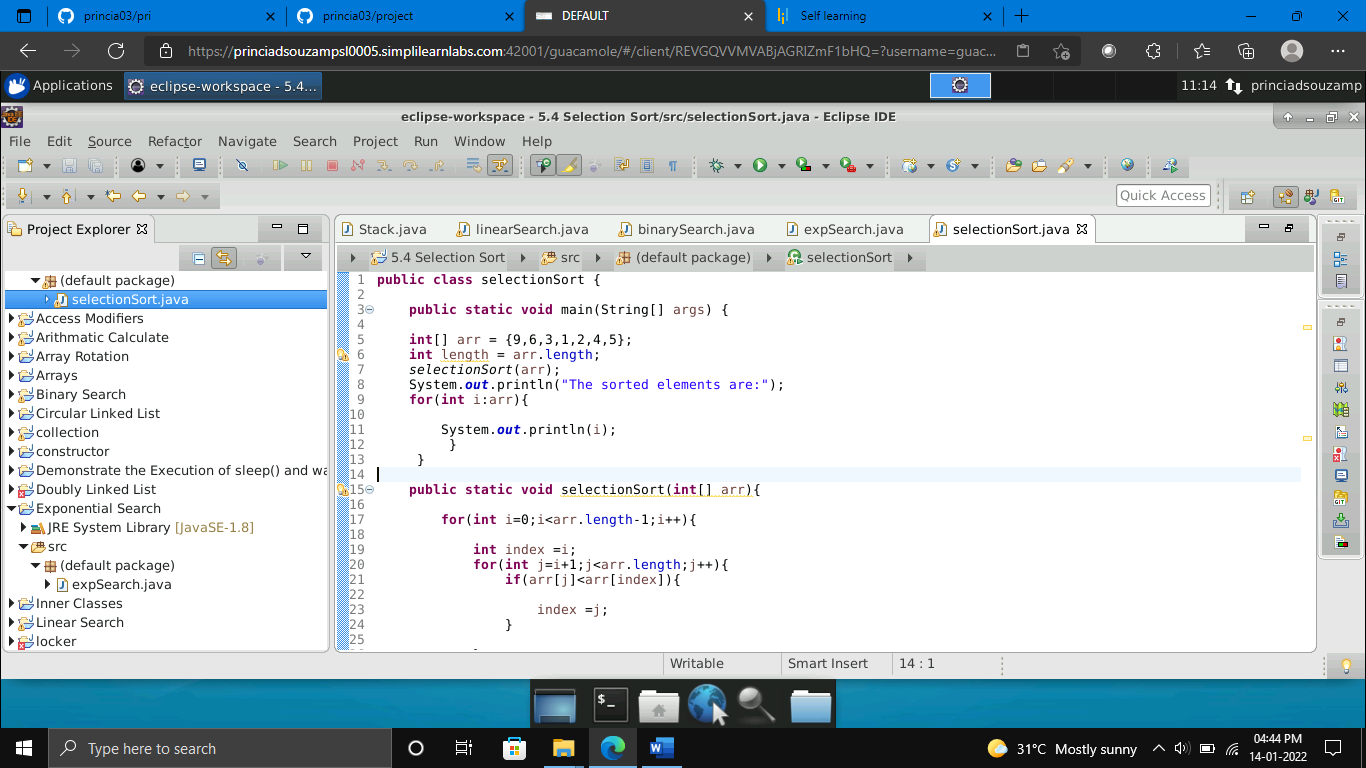 princia03/pri
princia03/project
DEFAULT
Self learning
https://princiadsouzampsl0005.simplilearnlabs.com:42001/guacamole/#/client/REVGQVVMVABjAGRlZmF1bHQ=?username=guac...
Applications
eclipse-workspace - 5.4...
11:14
princiadsouzamp
eclipse-workspace - 5.4 Selection Sort/src/selectionSort.java - Eclipse IDE
File Edit Source Refactor Navigate Search Project Run Window Help
Quick Access
Project Explorer
(default package)
selectionSort.java
Access Modifiers
Arithmatic Calculate
Array Rotation
Arrays
Binary Search
Circular Linked List
collection
constructor
Demonstrate the Execution of sleep() and wa
Doubly Linked List
Exponential Search
JRE System Library [JavaSE-1.8]
src
(default package)
expSearch.java
Inner Classes
Linear Search
locker
Stack.java
linearSearch.java
binarySearch.java
expSearch.java
selectionSort.java
5.4 Selection Sort
src
(default package)
selectionSort
1 public class selectionSort {
2
3 public static void main(String[] args) {
4
5 int[] arr = {9,6,3,1,2,4,5};
6 int length = arr.length;
7 selectionSort(arr);
8 System.out.println("The sorted elements are:");
9 for(int i:arr){
10
11 System.out.println(i);
12 }
13 }
14
15 public static void selectionSort(int[] arr){
16
17 for(int i=0;i<arr.length-1;i++){
18
19 int index =i;
20 for(int j=i+1;j<arr.length;j++){
21 if(arr[j]<arr[index]){
22
23 index =j;
24 }
25
Writable
Smart Insert
14 : 1
Type here to search
31°C Mostly sunny
04:44 PM
14-01-2022